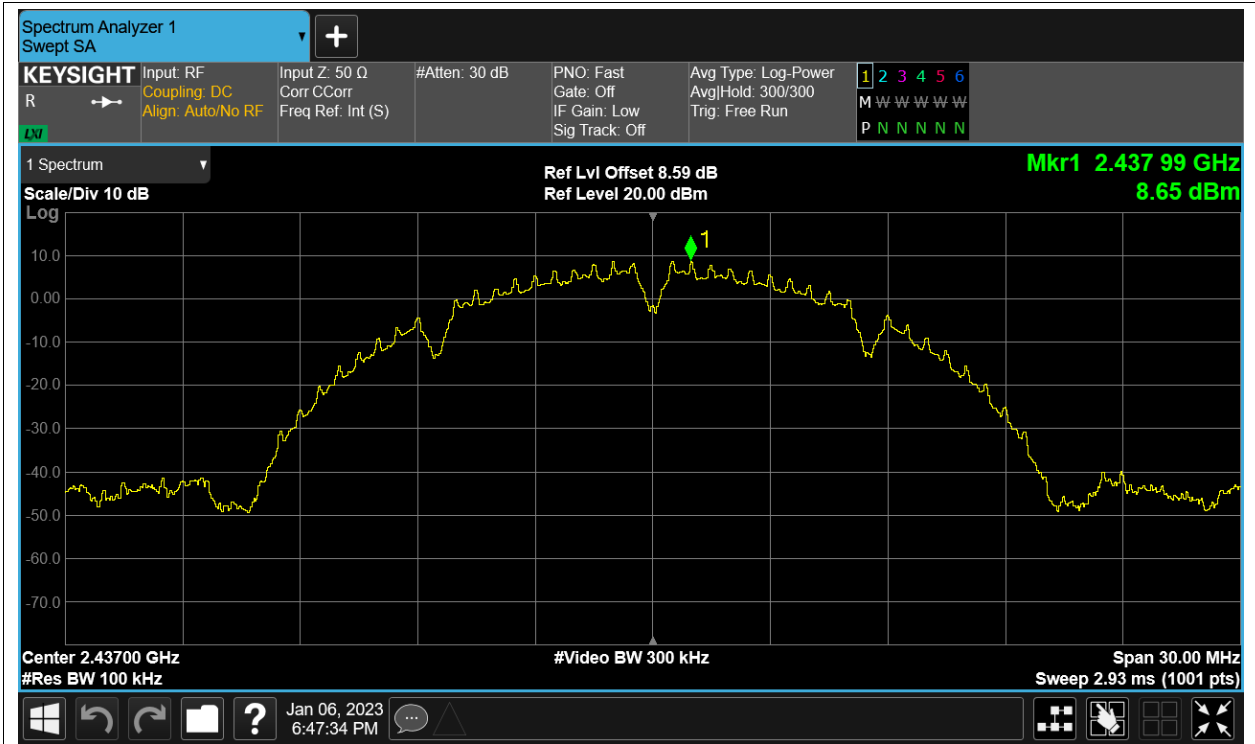 Spectrum Analyzer 1
Swept SA
KEYSIGHT
R
LXI
Input: RF
Coupling: DC
Align: Auto/No RF
Input Z: 50 Ω
Corr CCorr
Freq Ref: Int (S)
#Atten: 30 dB
PNO: Fast
Gate: Off
IF Gain: Low
Sig Track: Off
Avg Type: Log-Power
Avg|Hold: 300/300
Trig: Free Run
1 2 3 4 5 6
M W W W W W
P N N N N N
1 Spectrum
Scale/Div 10 dB
Ref Lvl Offset 8.59 dB
Ref Level 20.00 dBm
Mkr1 2.437 99 GHz
8.65 dBm
Log
1
10.0
0.00
-10.0
-20.0
-30.0
-40.0
-50.0
-60.0
-70.0
Center 2.43700 GHz
#Video BW 300 kHz
Span 30.00 MHz
#Res BW 100 kHz
Sweep 2.93 ms (1001 pts)
?
Jan 06, 2023
6:47:34 PM